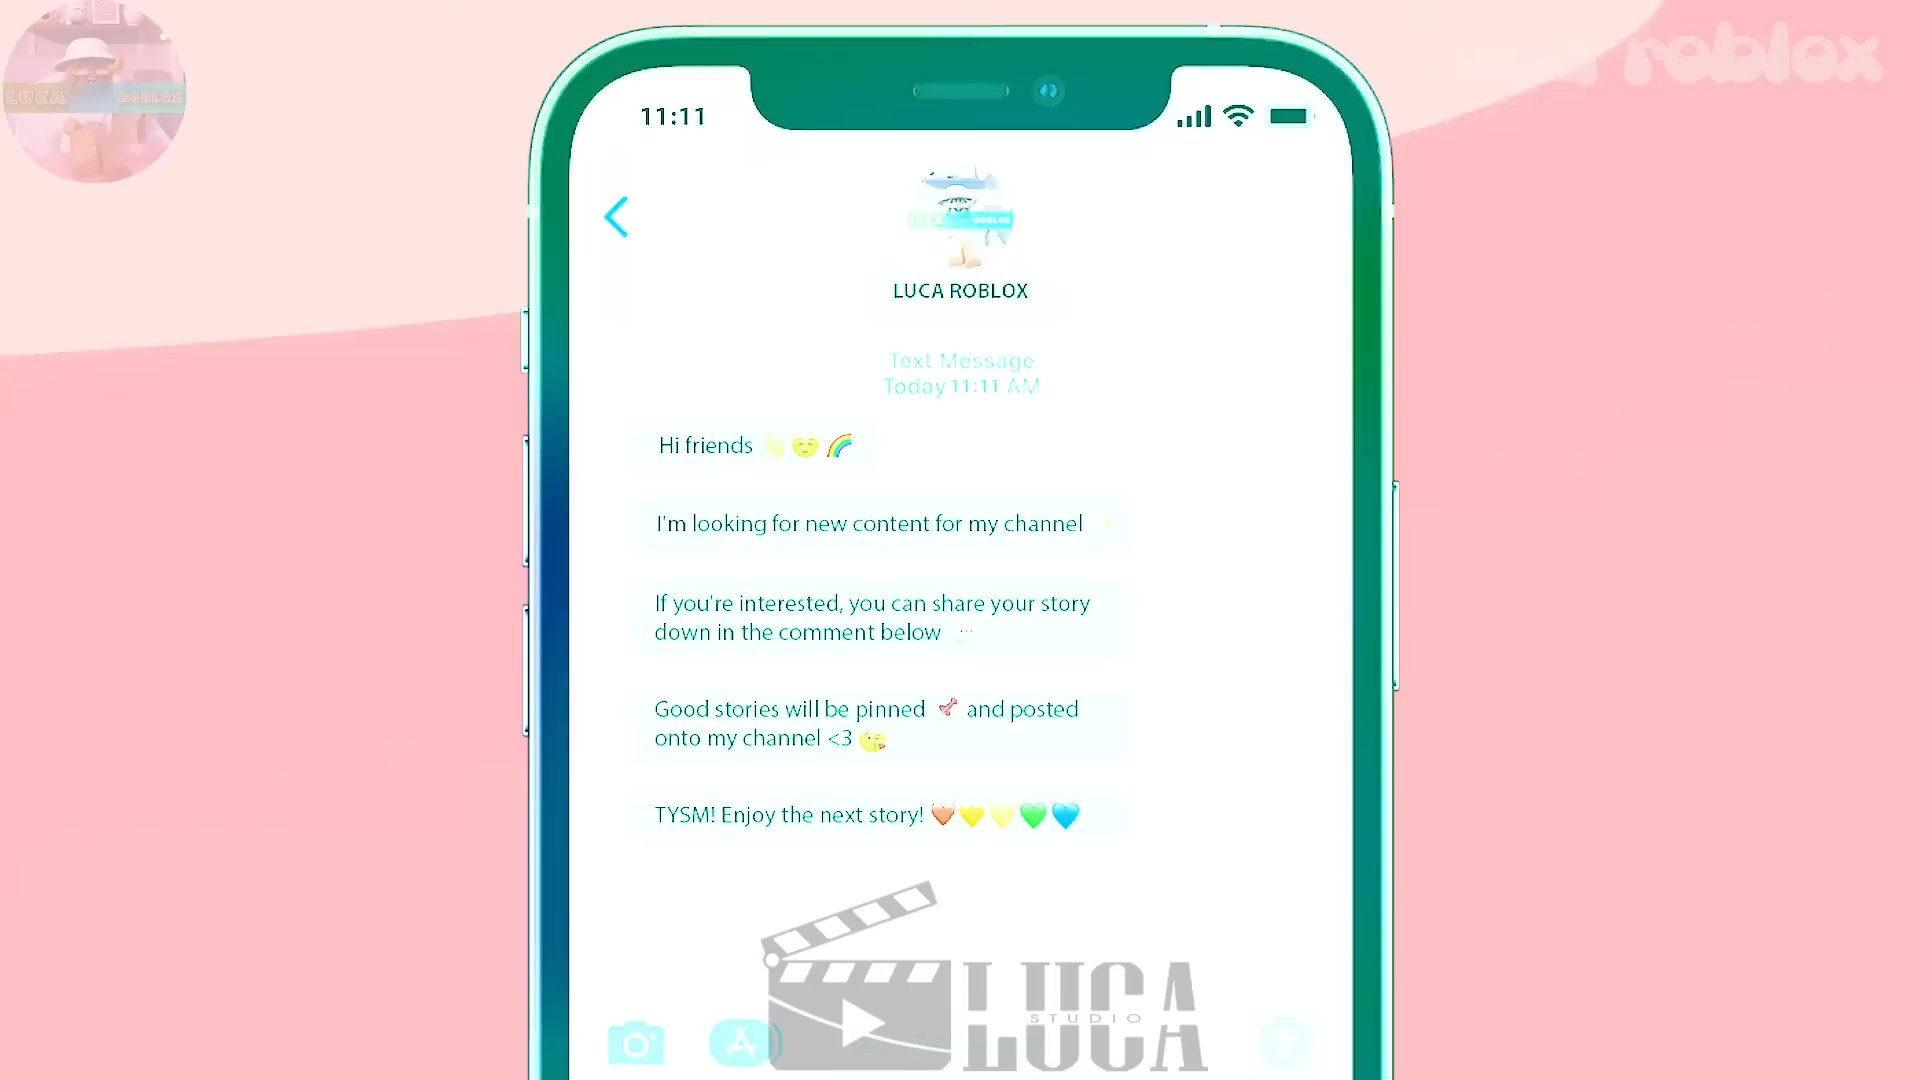 roblox
LUCA ROBLOX
11:11
ROBLOX
LUCA ROBLOX
Text Message
Today 11:11 AM
Hi friends 👋☺️🌈
I'm looking for new content for my channel
If you're interested, you can share your story
down in the comment below
Good stories will be pinned 📌 and posted
onto my channel <3 😘
TYSM! Enjoy the next story! 🧡💛💛💚💙
LUCA
STUDIO